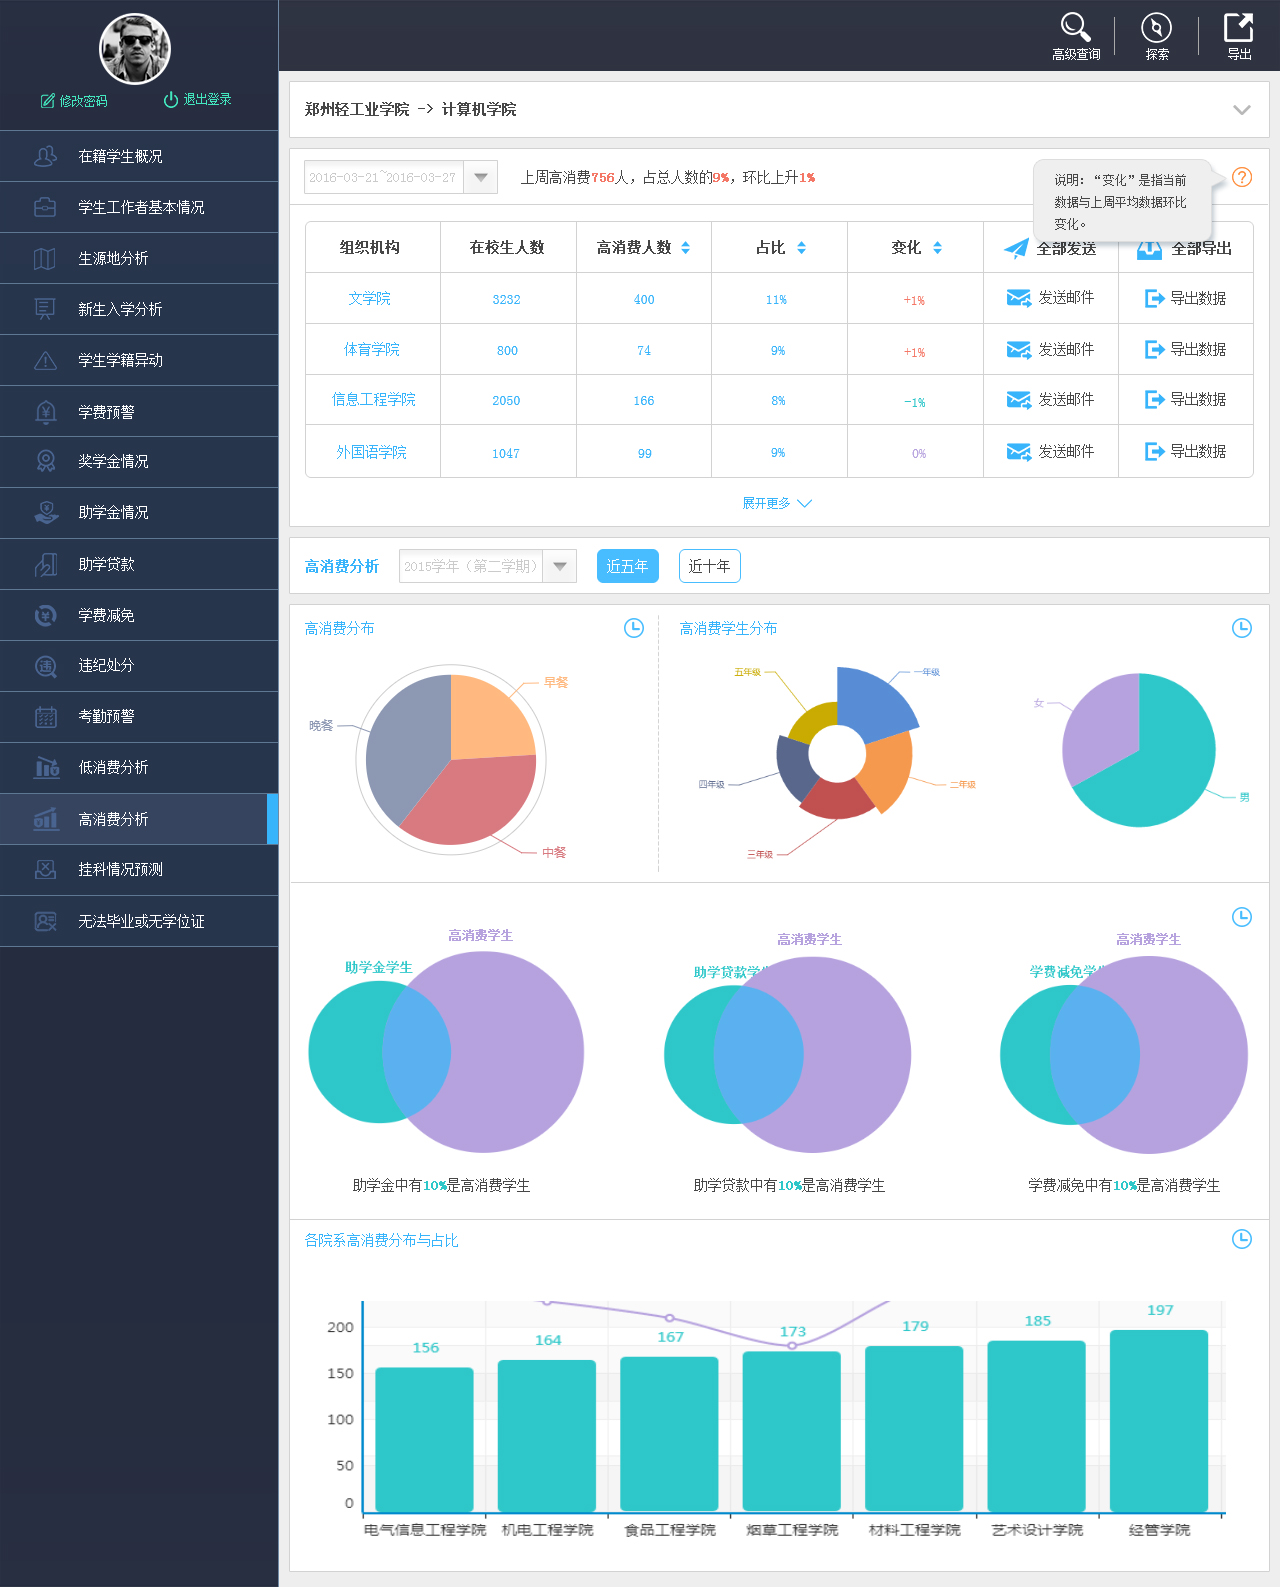 高级查询
探索
导出
修改密码
退出登录
在籍学生概况
学生工作者基本情况
生源地分析
新生入学分析
学生学籍异动
学费预警
奖学金情况
助学金情况
助学贷款
学费减免
违纪处分
考勤预警
低消费分析
高消费分析
挂科情况预测
无法毕业或无学位证
郑州轻工业学院 -> 计算机学院
2016-03-21~2016-03-27
上周高消费756人，占总人数的9%，环比上升1%
说明：“变化”是指当前
数据与上周平均数据环比
变化。
组织机构 在校生人数 高消费人数 占比 变化 全部发送 全部导出
文学院 3232 400 11% +1% 发送邮件 导出数据
体育学院 800 74 9% +1% 发送邮件 导出数据
信息工程学院 2050 166 8% -1% 发送邮件 导出数据
外国语学院 1047 99 9% 0% 发送邮件 导出数据
展开更多
高消费分析 2015学年（第二学期） 近五年 近十年
高消费分布
早餐
晚餐
中餐
高消费学生分布
五年级
一年级
四年级
二年级
三年级
女
男
高消费学生
助学金学生
助学金中有10%是高消费学生
高消费学生
助学贷款学生
助学贷款中有10%是高消费学生
高消费学生
学费减免学生
学费减免中有10%是高消费学生
各院系高消费分布与占比
200
150
100
50
0
156 164 167 173 179 185 197
电气信息工程学院 机电工程学院 食品工程学院 烟草工程学院 材料工程学院 艺术设计学院 经管学院